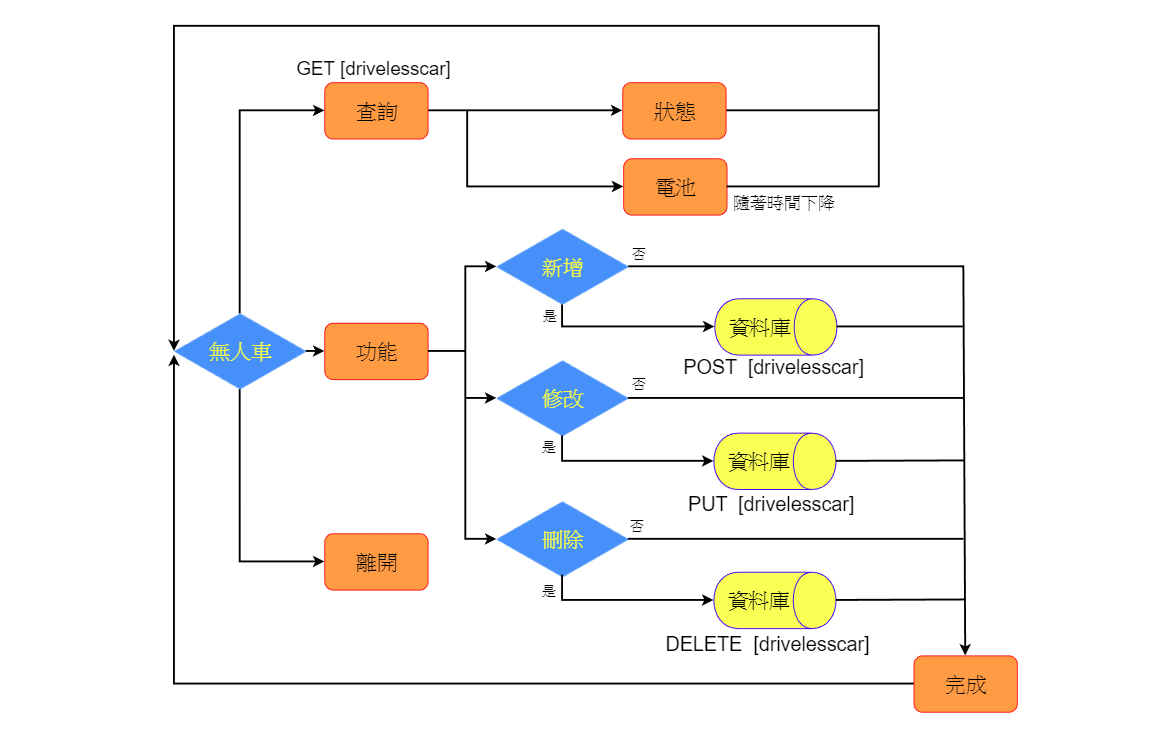 GET [drivelesscar]
查詢
狀態
電池
隨著時間下降
新增
否
是
資料庫
POST [drivelesscar]
無人車
功能
修改
否
是
資料庫
PUT [drivelesscar]
刪除
否
是
資料庫
DELETE [drivelesscar]
離開
完成